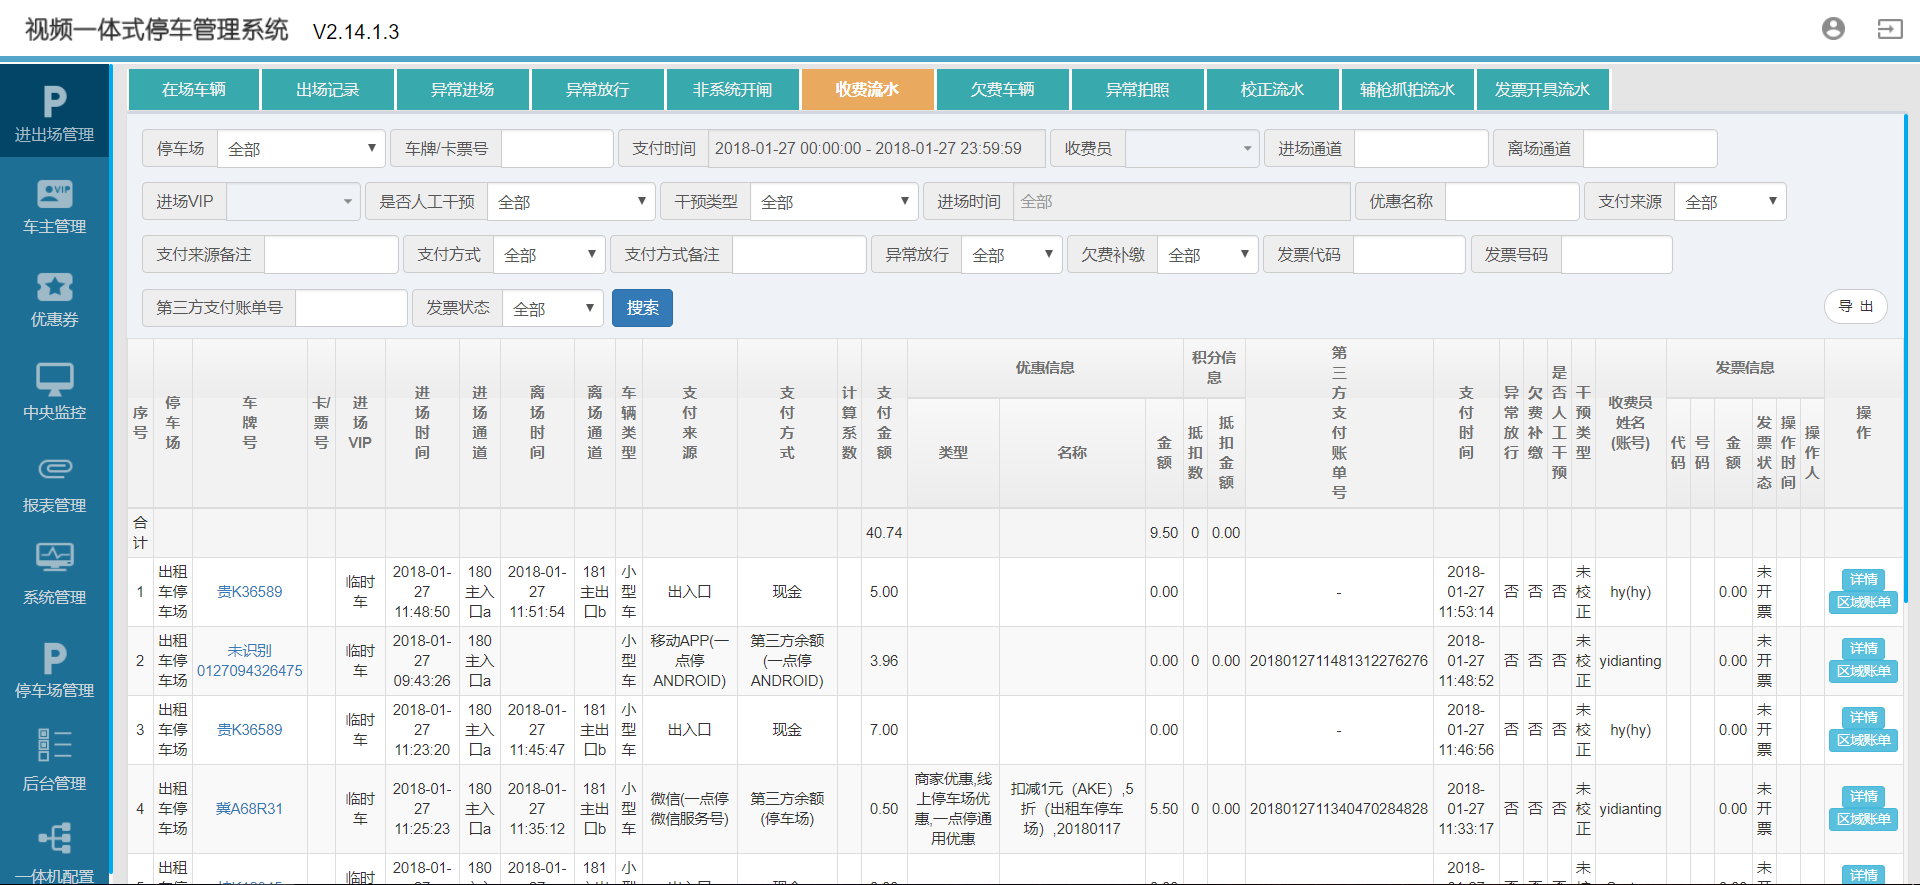 视频一体式停车管理系统 V2.14.1.3
进出场管理
车主管理
优惠券
中央监控
报表管理
系统管理
停车场管理
后台管理
一体机配置
在场车辆 出场记录 异常进场 异常放行 非系统开闸 收费流水 欠费车辆 异常拍照 校正流水 辅枪抓拍流水 发票开具流水
停车场 全部 车牌/卡票号 支付时间 2018-01-27 00:00:00 - 2018-01-27 23:59:59 收费员 进场通道 离场通道
进场VIP 是否人工干预 全部 干预类型 全部 进场时间 全部 优惠名称 支付来源 全部
支付来源备注 支付方式 全部 支付方式备注 异常放行 全部 欠费补缴 全部 发票代码 发票号码
第三方支付账单号 发票状态 全部 搜索 导 出
序号 停车场 车牌号 卡/票号 进场VIP 进场时间 进场通道 离场时间 离场通道 车辆类型 支付来源 支付方式 计算系数 支付金额 优惠信息 积分信息 第三方支付账单号 支付时间 异常放行 欠费补缴 是否人工干预 干预类型 收费员姓名(账号) 发票信息 操作
类型 名称 金额 抵扣数 抵扣金额 代码 号码 金额 发票状态 操作时间 操作人
合计 40.74 9.50 0 0.00
1 出租车停车场 贵K36589 临时车 2018-01-27 11:48:50 180主入口a 2018-01-27 11:51:54 181主出口b 小型车 出入口 现金 5.00 0.00 - 2018-01-27 11:53:14 否 否 否 未校正 hy(hy) 0.00 未开票 详情 区域账单
2 出租车停车场 未识别0127094326475 临时车 2018-01-27 09:43:26 180主入口a 小型车 移动APP(一点停ANDROID) 第三方余额(一点停ANDROID) 3.96 0.00 0 0.00 2018012711481312276276 2018-01-27 11:48:52 否 否 否 未校正 yidianting 0.00 未开票 详情 区域账单
3 出租车停车场 贵K36589 临时车 2018-01-27 11:23:20 180主入口a 2018-01-27 11:45:47 181主出口b 小型车 出入口 现金 7.00 0.00 - 2018-01-27 11:46:56 否 否 否 未校正 hy(hy) 0.00 未开票 详情 区域账单
4 出租车停车场 冀A68R31 临时车 2018-01-27 11:25:23 180主入口a 2018-01-27 11:35:12 181主出口b 小型车 微信(一点停微信服务号) 第三方余额(停车场) 0.50 商家优惠,线上停车场优惠,一点停通用优惠 扣减1元（AKE）,5折（出租车停车场）,20180117 5.50 0 0.00 2018012711340470284828 2018-01-27 11:33:17 否 否 否 未校正 yidianting 0.00 未开票 详情 区域账单
出租 临时 2018-01- 180 2018-01- 181 小 2018- 未 详情